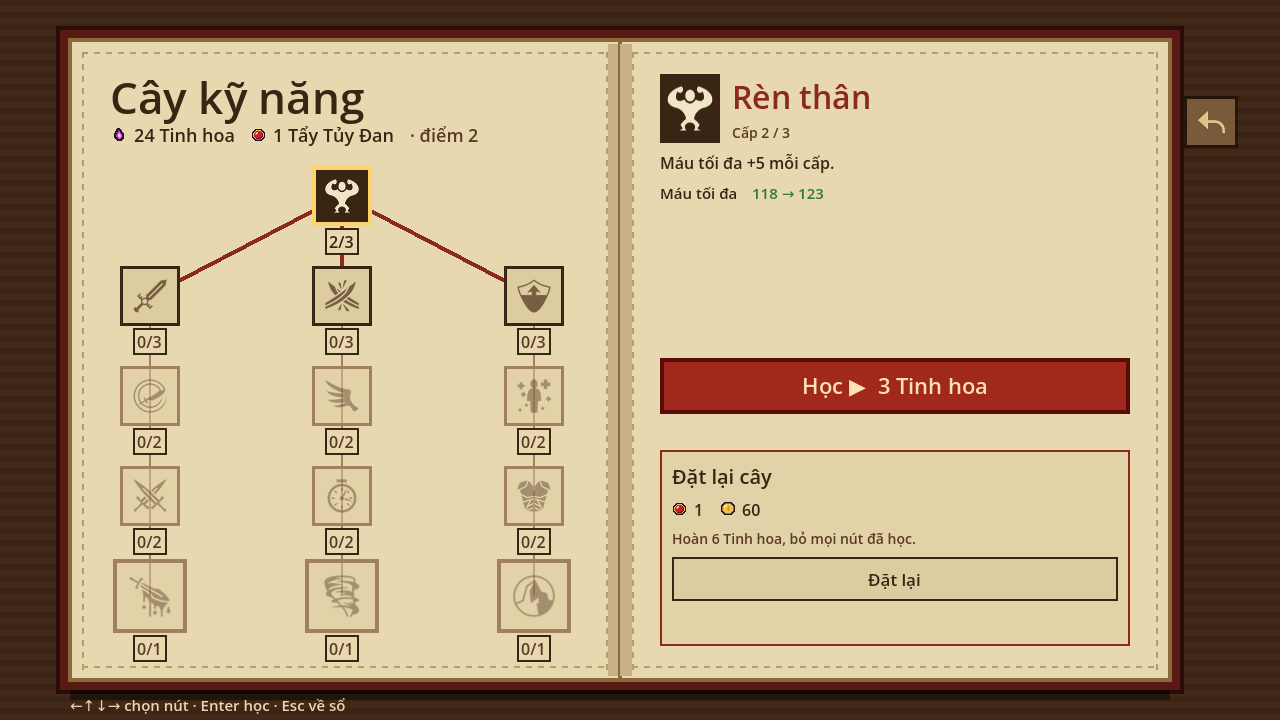 Cây kỹ năng
24 Tinh hoa 1 Tẩy Tủy Đan · điểm 2
2/3
0/3 0/3 0/3
0/2 0/2 0/2
0/2 0/2 0/2
0/1 0/1 0/1
Rèn thân
Cấp 2 / 3
Máu tối đa +5 mỗi cấp.
Máu tối đa 118 → 123
Học ▶ 3 Tinh hoa
Đặt lại cây
1 60
Hoàn 6 Tinh hoa, bỏ mọi nút đã học.
Đặt lại
←↑↓→ chọn nút · Enter học · Esc về sổ